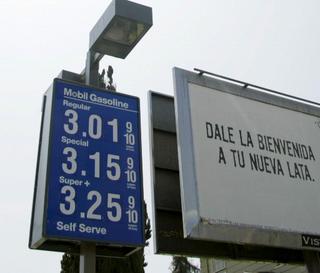 Mobil Gasoline
Regular
3.01 9/10
Special
3.15 9/10
Super+
3.25 9/10
Self Serve
DALE LA BIENVENIDA
A TU NUEVA LATA.